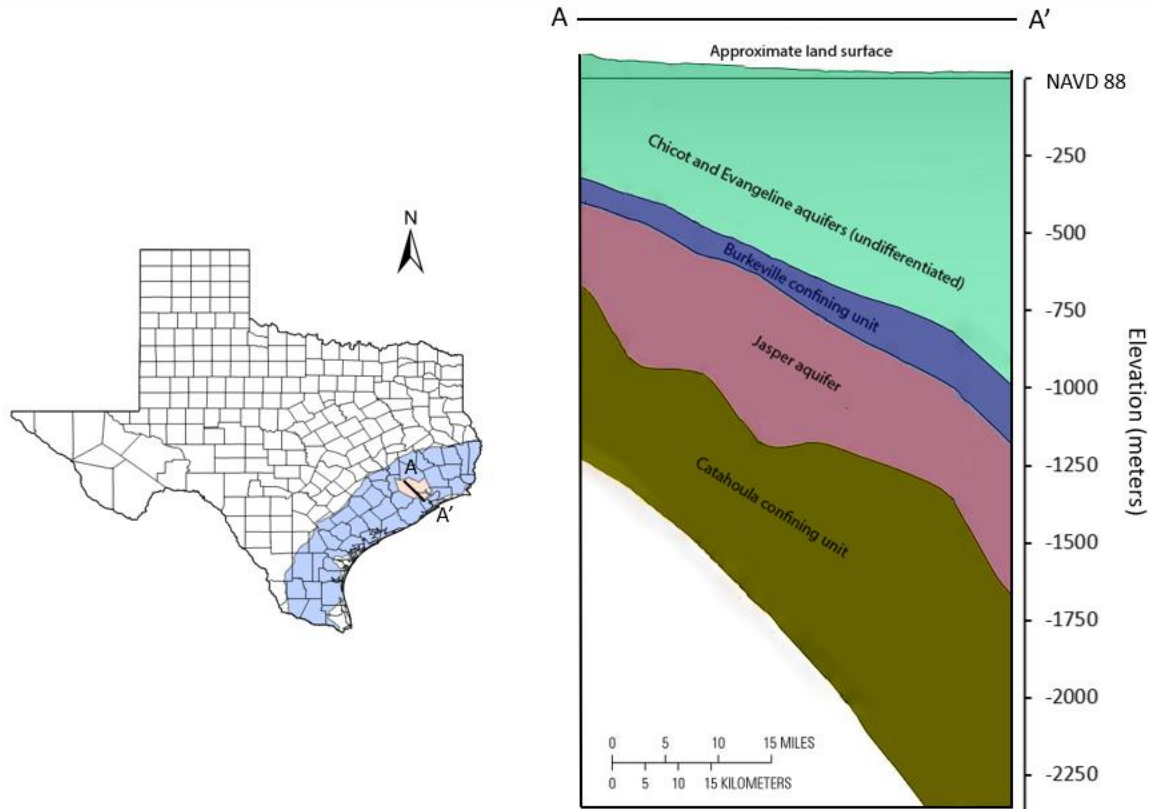 A
A'
Approximate land surface
NAVD 88
Chicot and Evangeline aquifers (undifferentiated)
Burkeville confining unit
Jasper aquifer
Catahoula confining unit
-250
-500
-750
-1000
-1250
-1500
-1750
-2000
-2250
Elevation (meters)
0 5 10 15 MILES
0 5 10 15 KILOMETERS
N
A
A'